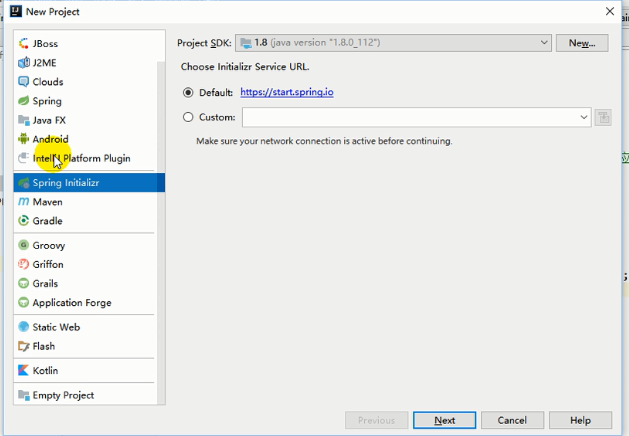 New Project
JBoss
J2ME
Clouds
Spring
Java FX
Android
IntelliJ Platform Plugin
Spring Initializr
Maven
Gradle
Groovy
Griffon
Grails
Application Forge
Static Web
Flash
Kotlin
Empty Project
Project SDK: 1.8 (java version "1.8.0_112") New...
Choose Initializr Service URL.
Default: https://start.spring.io
Custom:
Make sure your network connection is active before continuing.
Previous Next Cancel Help